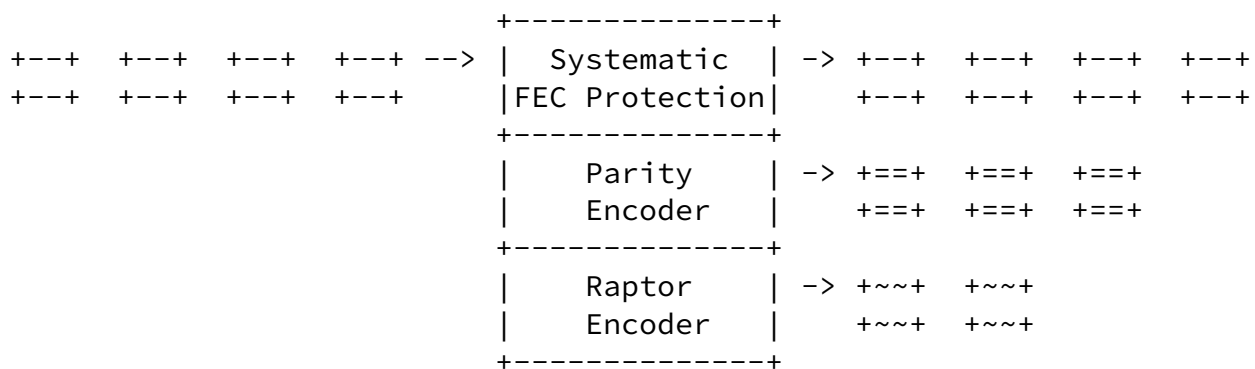 +--------------+
+--+  +--+  +--+  +--+ --> |  Systematic  | -> +--+  +--+  +--+  +--+
+--+  +--+  +--+  +--+     |FEC Protection|    +--+  +--+  +--+  +--+
                           +--------------+
                           |    Parity    | -> +==+  +==+  +==+
                           |    Encoder   |    +==+  +==+  +==+
                           +--------------+
                           |    Raptor    | -> +~~+  +~~+
                           |    Encoder   |    +~~+  +~~+
                           +--------------+